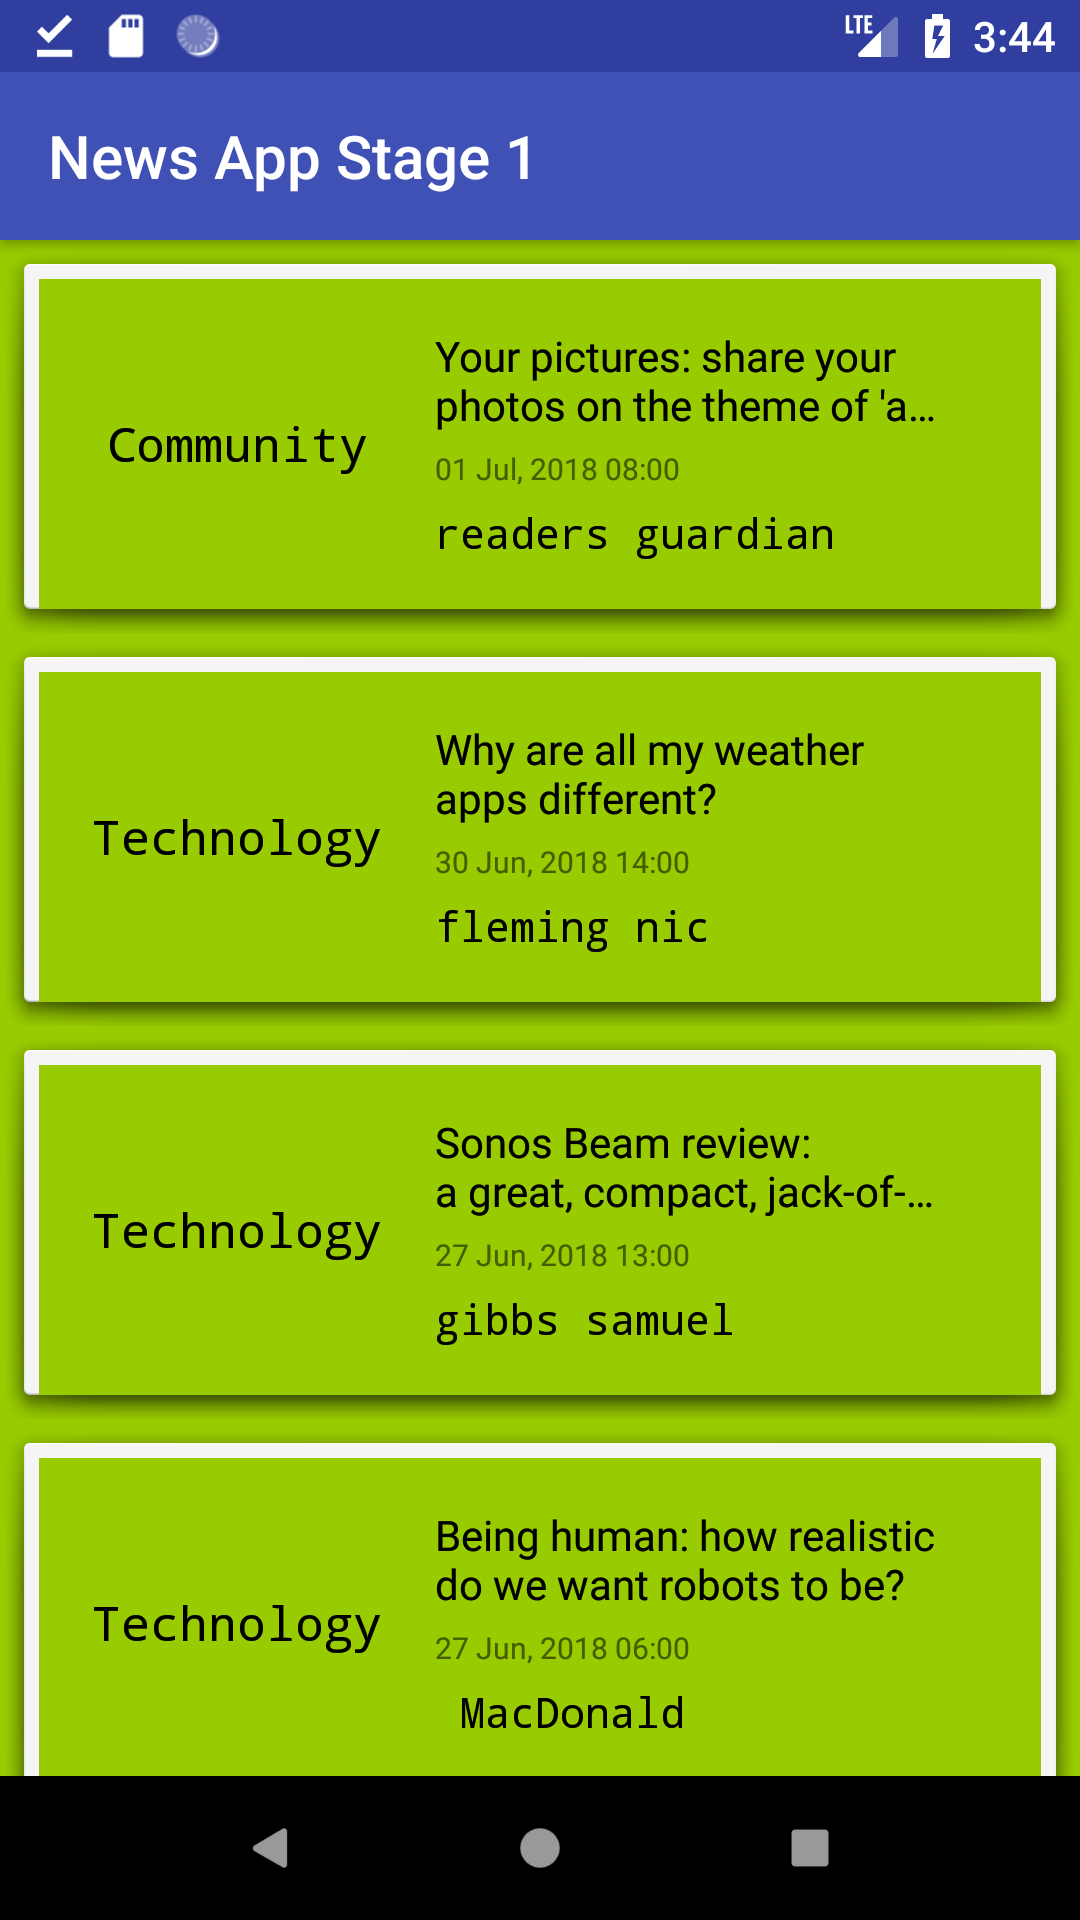 LTE 3:44
News App Stage 1
Community
Your pictures: share your
photos on the theme of 'a…
01 Jul, 2018 08:00
readers guardian
Technology
Why are all my weather
apps different?
30 Jun, 2018 14:00
fleming nic
Technology
Sonos Beam review:
a great, compact, jack-of-…
27 Jun, 2018 13:00
gibbs samuel
Technology
Being human: how realistic
do we want robots to be?
27 Jun, 2018 06:00
MacDonald